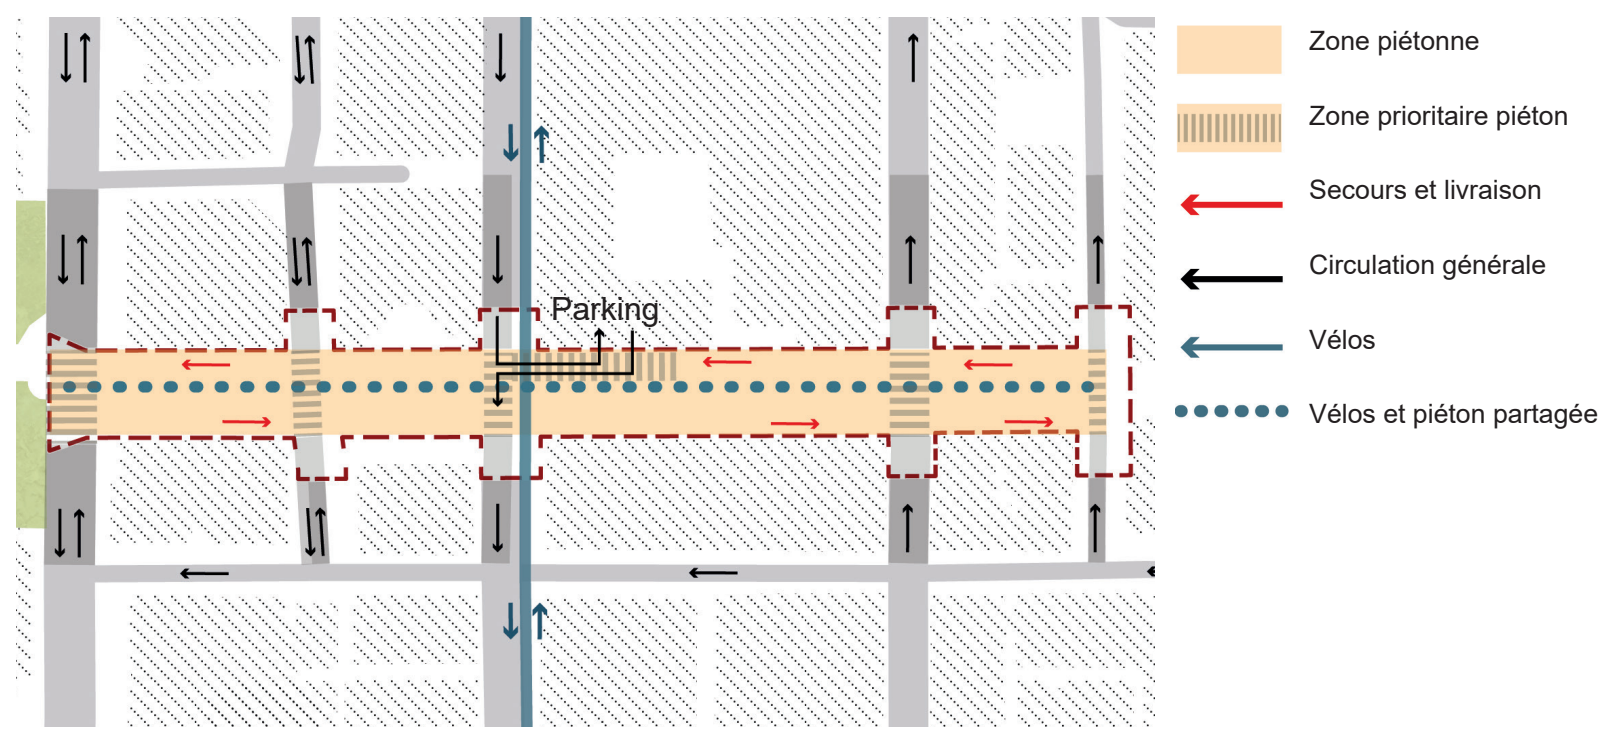 Zone piétonne
Zone prioritaire piéton
Secours et livraison
Circulation générale
Parking
Vélos
Vélos et piéton partagée